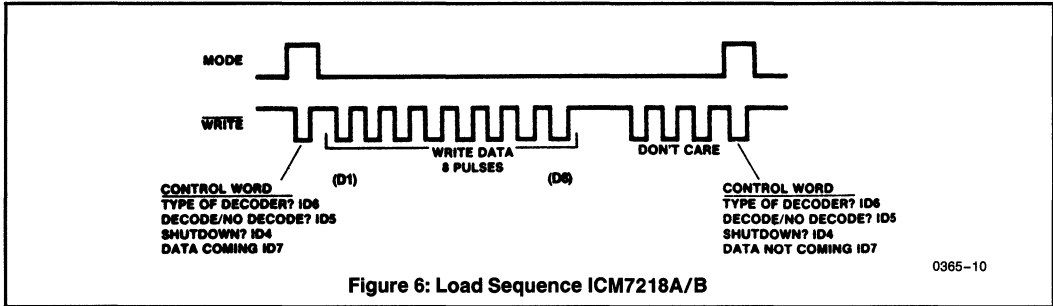 MODE
WRITE
WRITE DATA
8 PULSES
DON'T CARE
(D1)
(D8)
CONTROL WORD
TYPE OF DECODER? ID6
DECODE/NO DECODE? ID5
SHUTDOWN? ID4
DATA COMING ID7
CONTROL WORD
TYPE OF DECODER? ID6
DECODE/NO DECODE? ID5
SHUTDOWN? ID4
DATA NOT COMING ID7
0365–10
Figure 6: Load Sequence ICM7218A/B